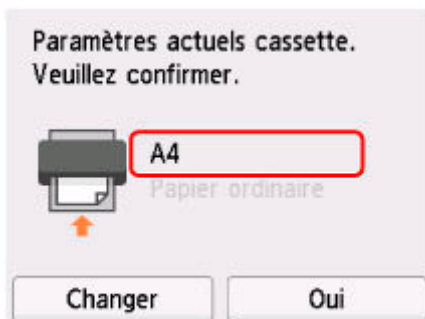 Paramètres actuels cassette.
Veuillez confirmer.
A4
Papier ordinaire
Changer
Oui